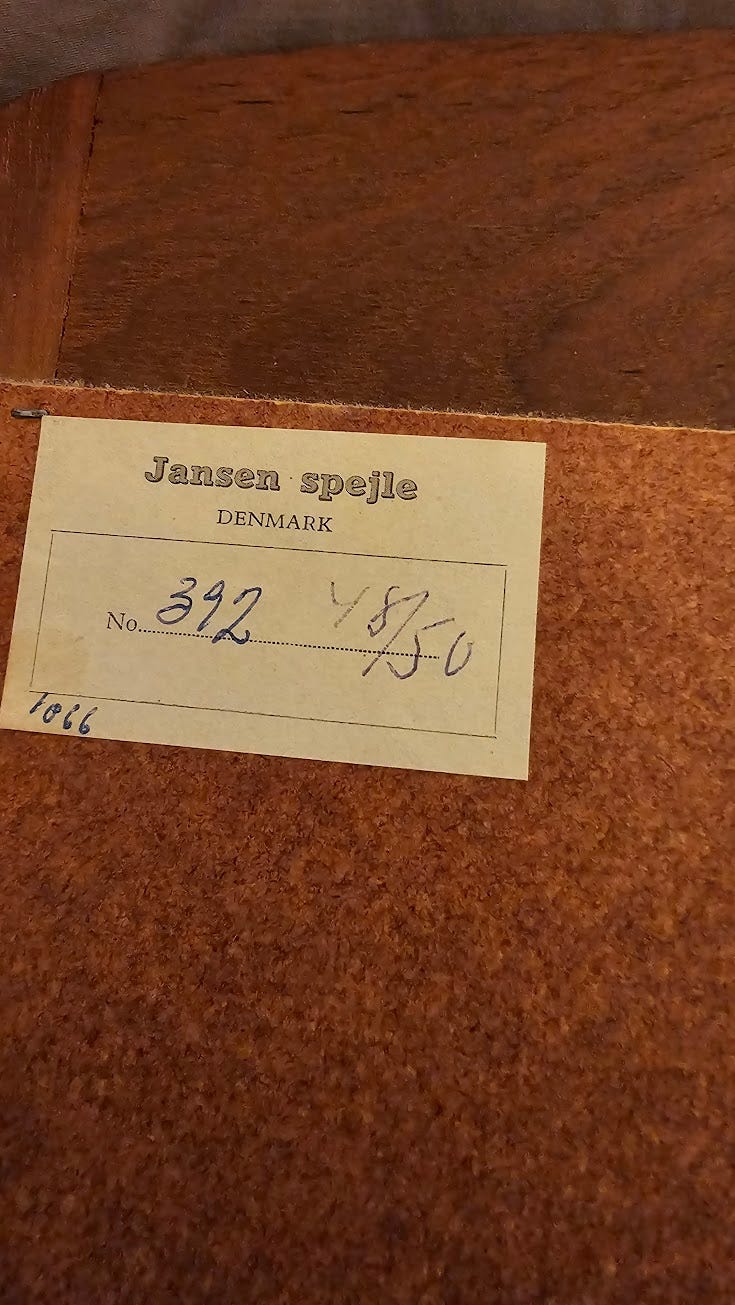 Jansen spejle
DENMARK
No. 392 48/50
1066